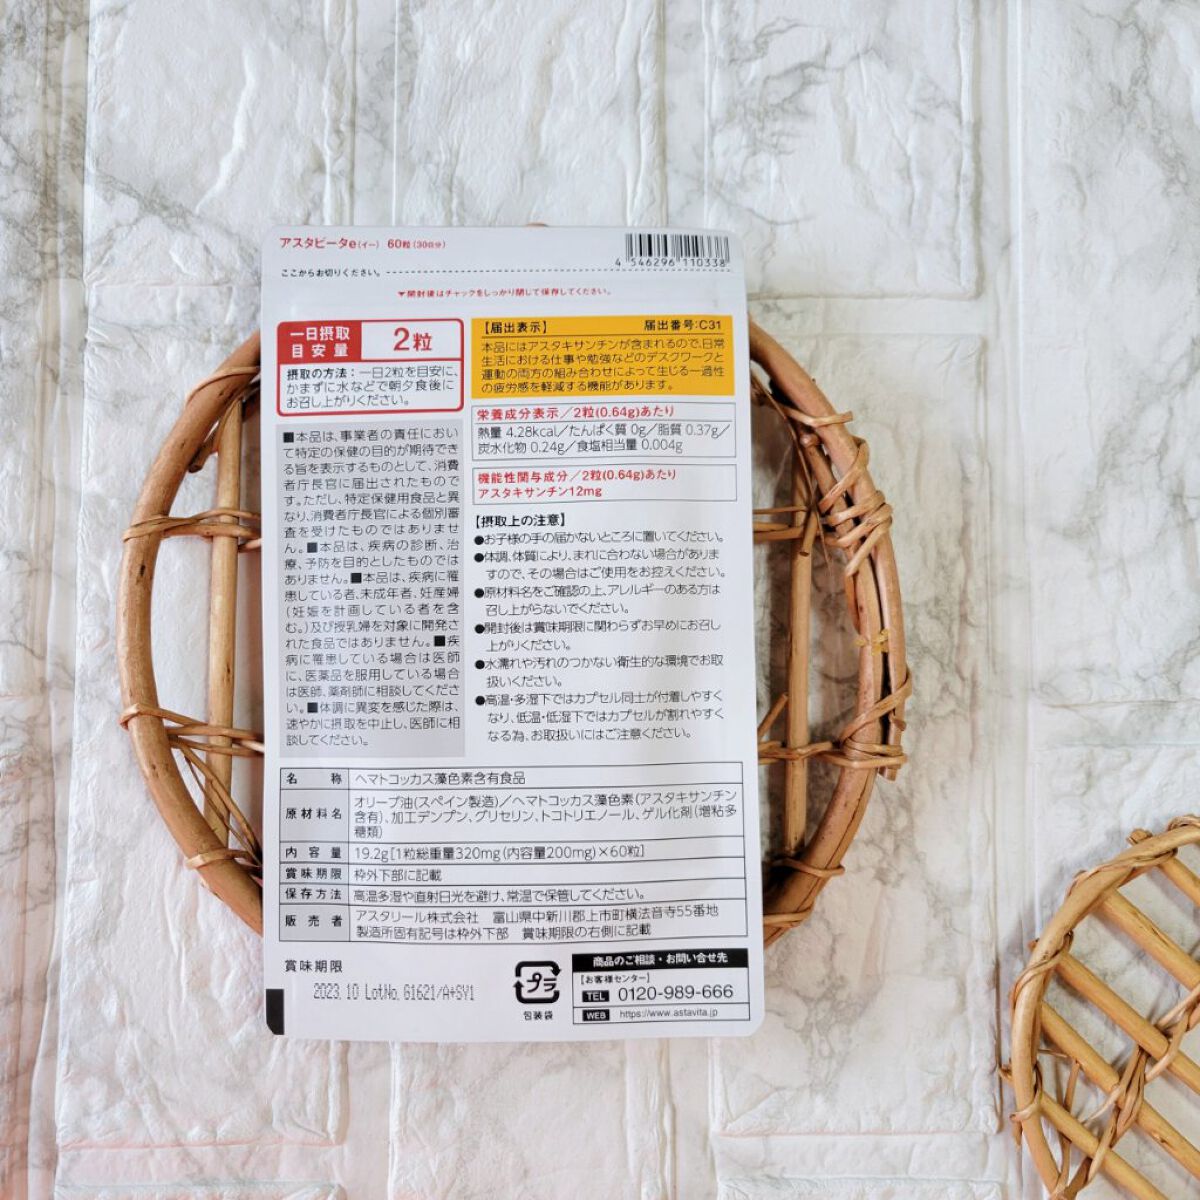 アスタビータe(イー) 60粒(30日分)
4 546296 110338
ここからお切りください。
▼開封後はチャックをしっかり閉じて保存してください。
一日摂取
目安量
2粒
摂取の方法:一日2粒を目安に、
かまずに水などで朝夕食後に
お召し上がりください。
■本品は、事業者の責任におい
て特定の保健の目的が期待でき
る旨を表示するものとして、消費
者庁長官に届出されたもので
す。ただし、特定保健用食品と異
なり、消費者庁長官による個別審
査を受けたものではありませ
ん。■本品は、疾病の診断、治
療、予防を目的としたものでは
ありません。■本品は、疾病に罹
患している者、未成年者、妊産婦
(妊娠を計画している者を含
む。)及び授乳婦を対象に開発さ
れた食品ではありません。■疾
病に罹患している場合は医師
に、医薬品を服用している場合
は医師、薬剤師に相談してくださ
い。■体調に異変を感じた際は、
速やかに摂取を中止し、医師に相
談してください。
【届出表示】 届出番号:C31
本品にはアスタキサンチンが含まれるので、日常
生活における仕事や勉強などのデスクワークと
運動の両方の組み合わせによって生じる一過性
の疲労感を軽減する機能があります。
栄養成分表示/2粒(0.64g)あたり
熱量 4.28kcal/たんぱく質 0g/脂質 0.37g/
炭水化物 0.24g/食塩相当量 0.004g
機能性関与成分/2粒(0.64g)あたり
アスタキサンチン12mg
【摂取上の注意】
●お子様の手の届かないところに置いてください。
●体調、体質により、まれに合わない場合がありま
すので、その場合はご使用をお控えください。
●原材料名をご確認の上、アレルギーのある方は
召し上がらないでください。
●開封後は賞味期限に関わらずお早めにお召し
上がりください。
●水濡れや汚れのつかない衛生的な環境でお取
扱いください。
●高温・多湿下ではカプセル同士が付着しやすく
なり、低温・低湿下ではカプセルが割れやすく
なる為、お取扱いにはご注意ください。
名称 ヘマトコッカス藻色素含有食品
原材料名 オリーブ油(スペイン製造)/ヘマトコッカス藻色素(アスタキサンチン
含有)、加工デンプン、グリセリン、トコトリエノール、ゲル化剤(増粘多
糖類)
内容量 19.2g[1粒総重量320mg(内容量200mg)×60粒]
賞味期限 枠外下部に記載
保存方法 高温多湿や直射日光を避け、常温で保管してください。
販売者 アスタリール株式会社 富山県中新川郡上市町横法音寺55番地
製造所固有記号は枠外下部 賞味期限の右側に記載
賞味期限
2023.10 LotNo. G1621/A+SY1
プラ
包装袋
商品のご相談・お問い合せ先
【お客様センター】
TEL 0120-989-666
WEB https://www.astavita.jp